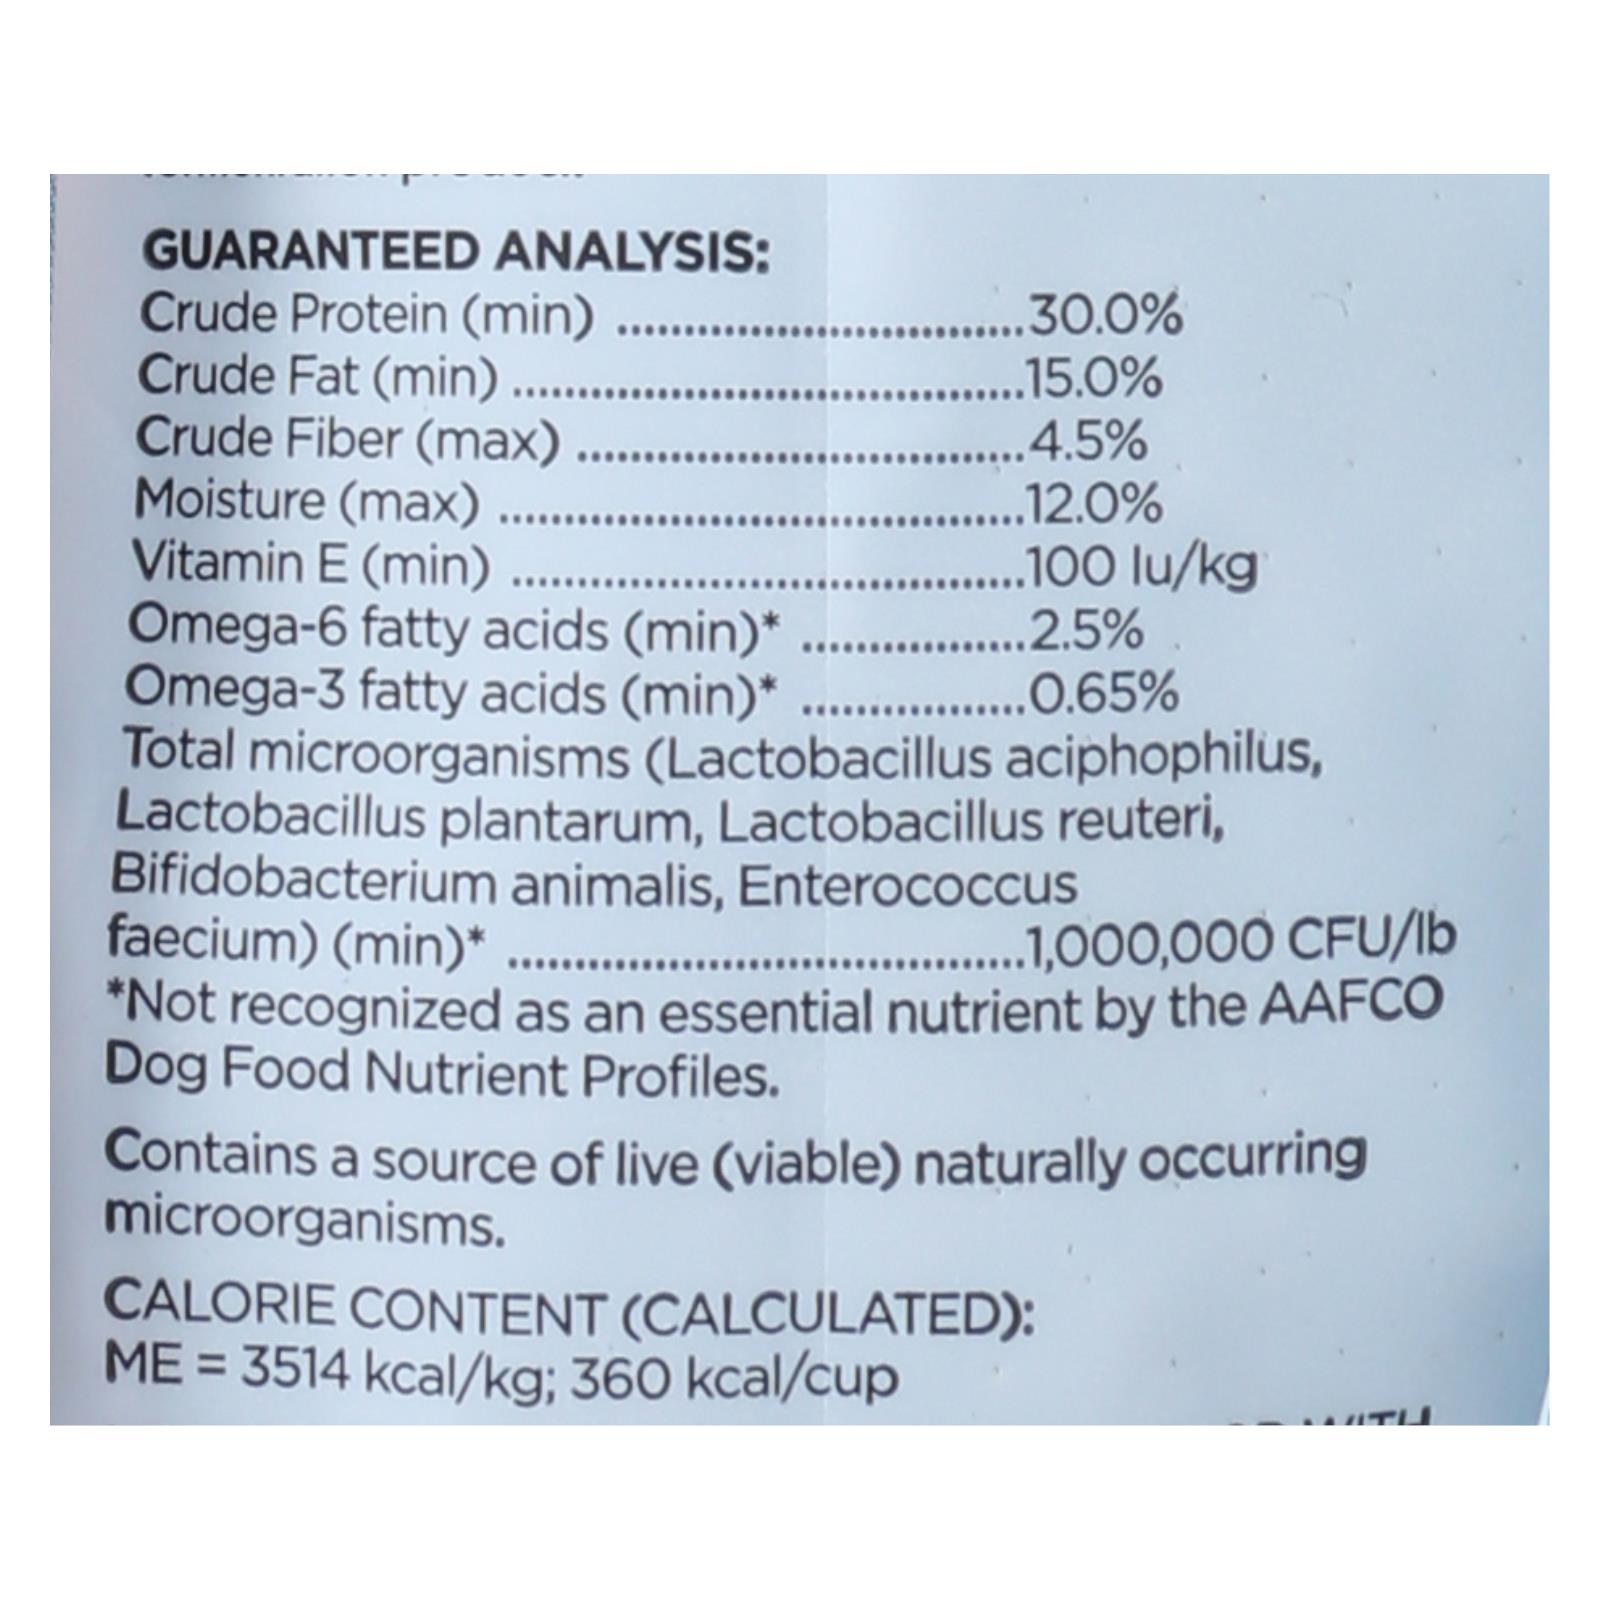 GUARANTEED ANALYSIS:
Crude Protein (min) ..............................30.0%
Crude Fat (min) ......................................15.0%
Crude Fiber (max) .................................4.5%
Moisture (max) .......................................12.0%
Vitamin E (min) ......................................100 Iu/kg
Omega-6 fatty acids (min)* .................2.5%
Omega-3 fatty acids (min)* .................0.65%
Total microorganisms (Lactobacillus aciphophilus,
Lactobacillus plantarum, Lactobacillus reuteri,
Bifidobacterium animalis, Enterococcus
faecium) (min)* ......................................1,000,000 CFU/lb
*Not recognized as an essential nutrient by the AAFCO
Dog Food Nutrient Profiles.
Contains a source of live (viable) naturally occurring
microorganisms.
CALORIE CONTENT (CALCULATED):
ME = 3514 kcal/kg; 360 kcal/cup
WITH